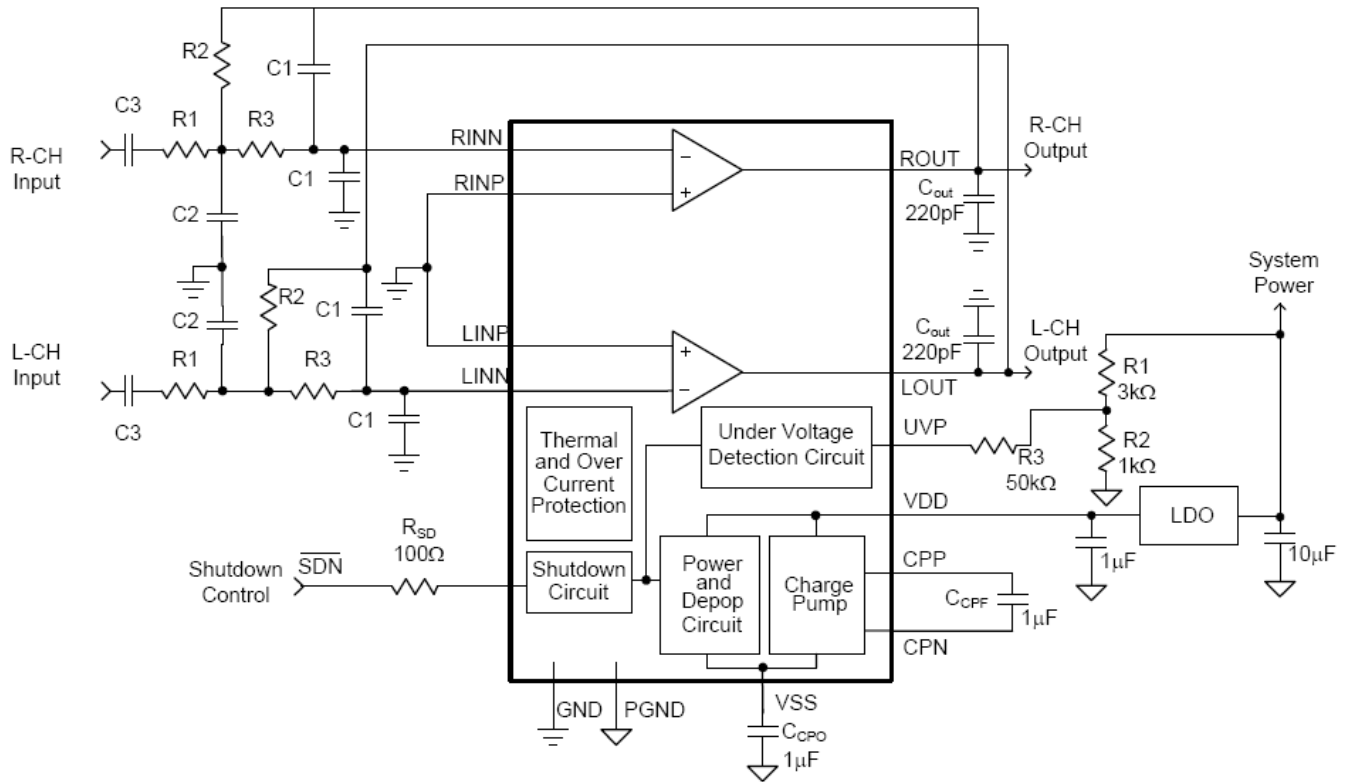 R2
C1
C3
R1
R3
R-CH
Input
C1
C2
RINN
RINP
ROUT
R-CH
Output
Cout
220pF
R2
C1
C2
L-CH
Input
R1
R3
C3
C1
LINP
LINN
Cout
220pF
L-CH
Output
LOUT
System
Power
R1
3kΩ
R2
1kΩ
UVP
R3
50kΩ
Thermal
and Over
Current
Protection
Under Voltage
Detection Circuit
VDD
LDO
1μF
10μF
RSD
100Ω
Shutdown
Control
SDN
Shutdown
Circuit
Power
and
Depop
Circuit
Charge
Pump
CPP
CCPF
1μF
CPN
GND
PGND
VSS
CCPO
1μF